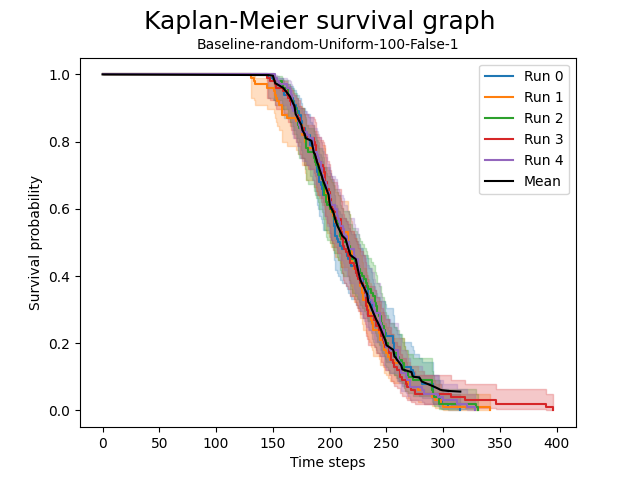 Kaplan-Meier survival graph
Baseline-random-Uniform-100-False-1
Survival probability
1.0
0.8
0.6
0.4
0.2
0.0
Run 0
Run 1
Run 2
Run 3
Run 4
Mean
0 50 100 150 200 250 300 350 400
Time steps